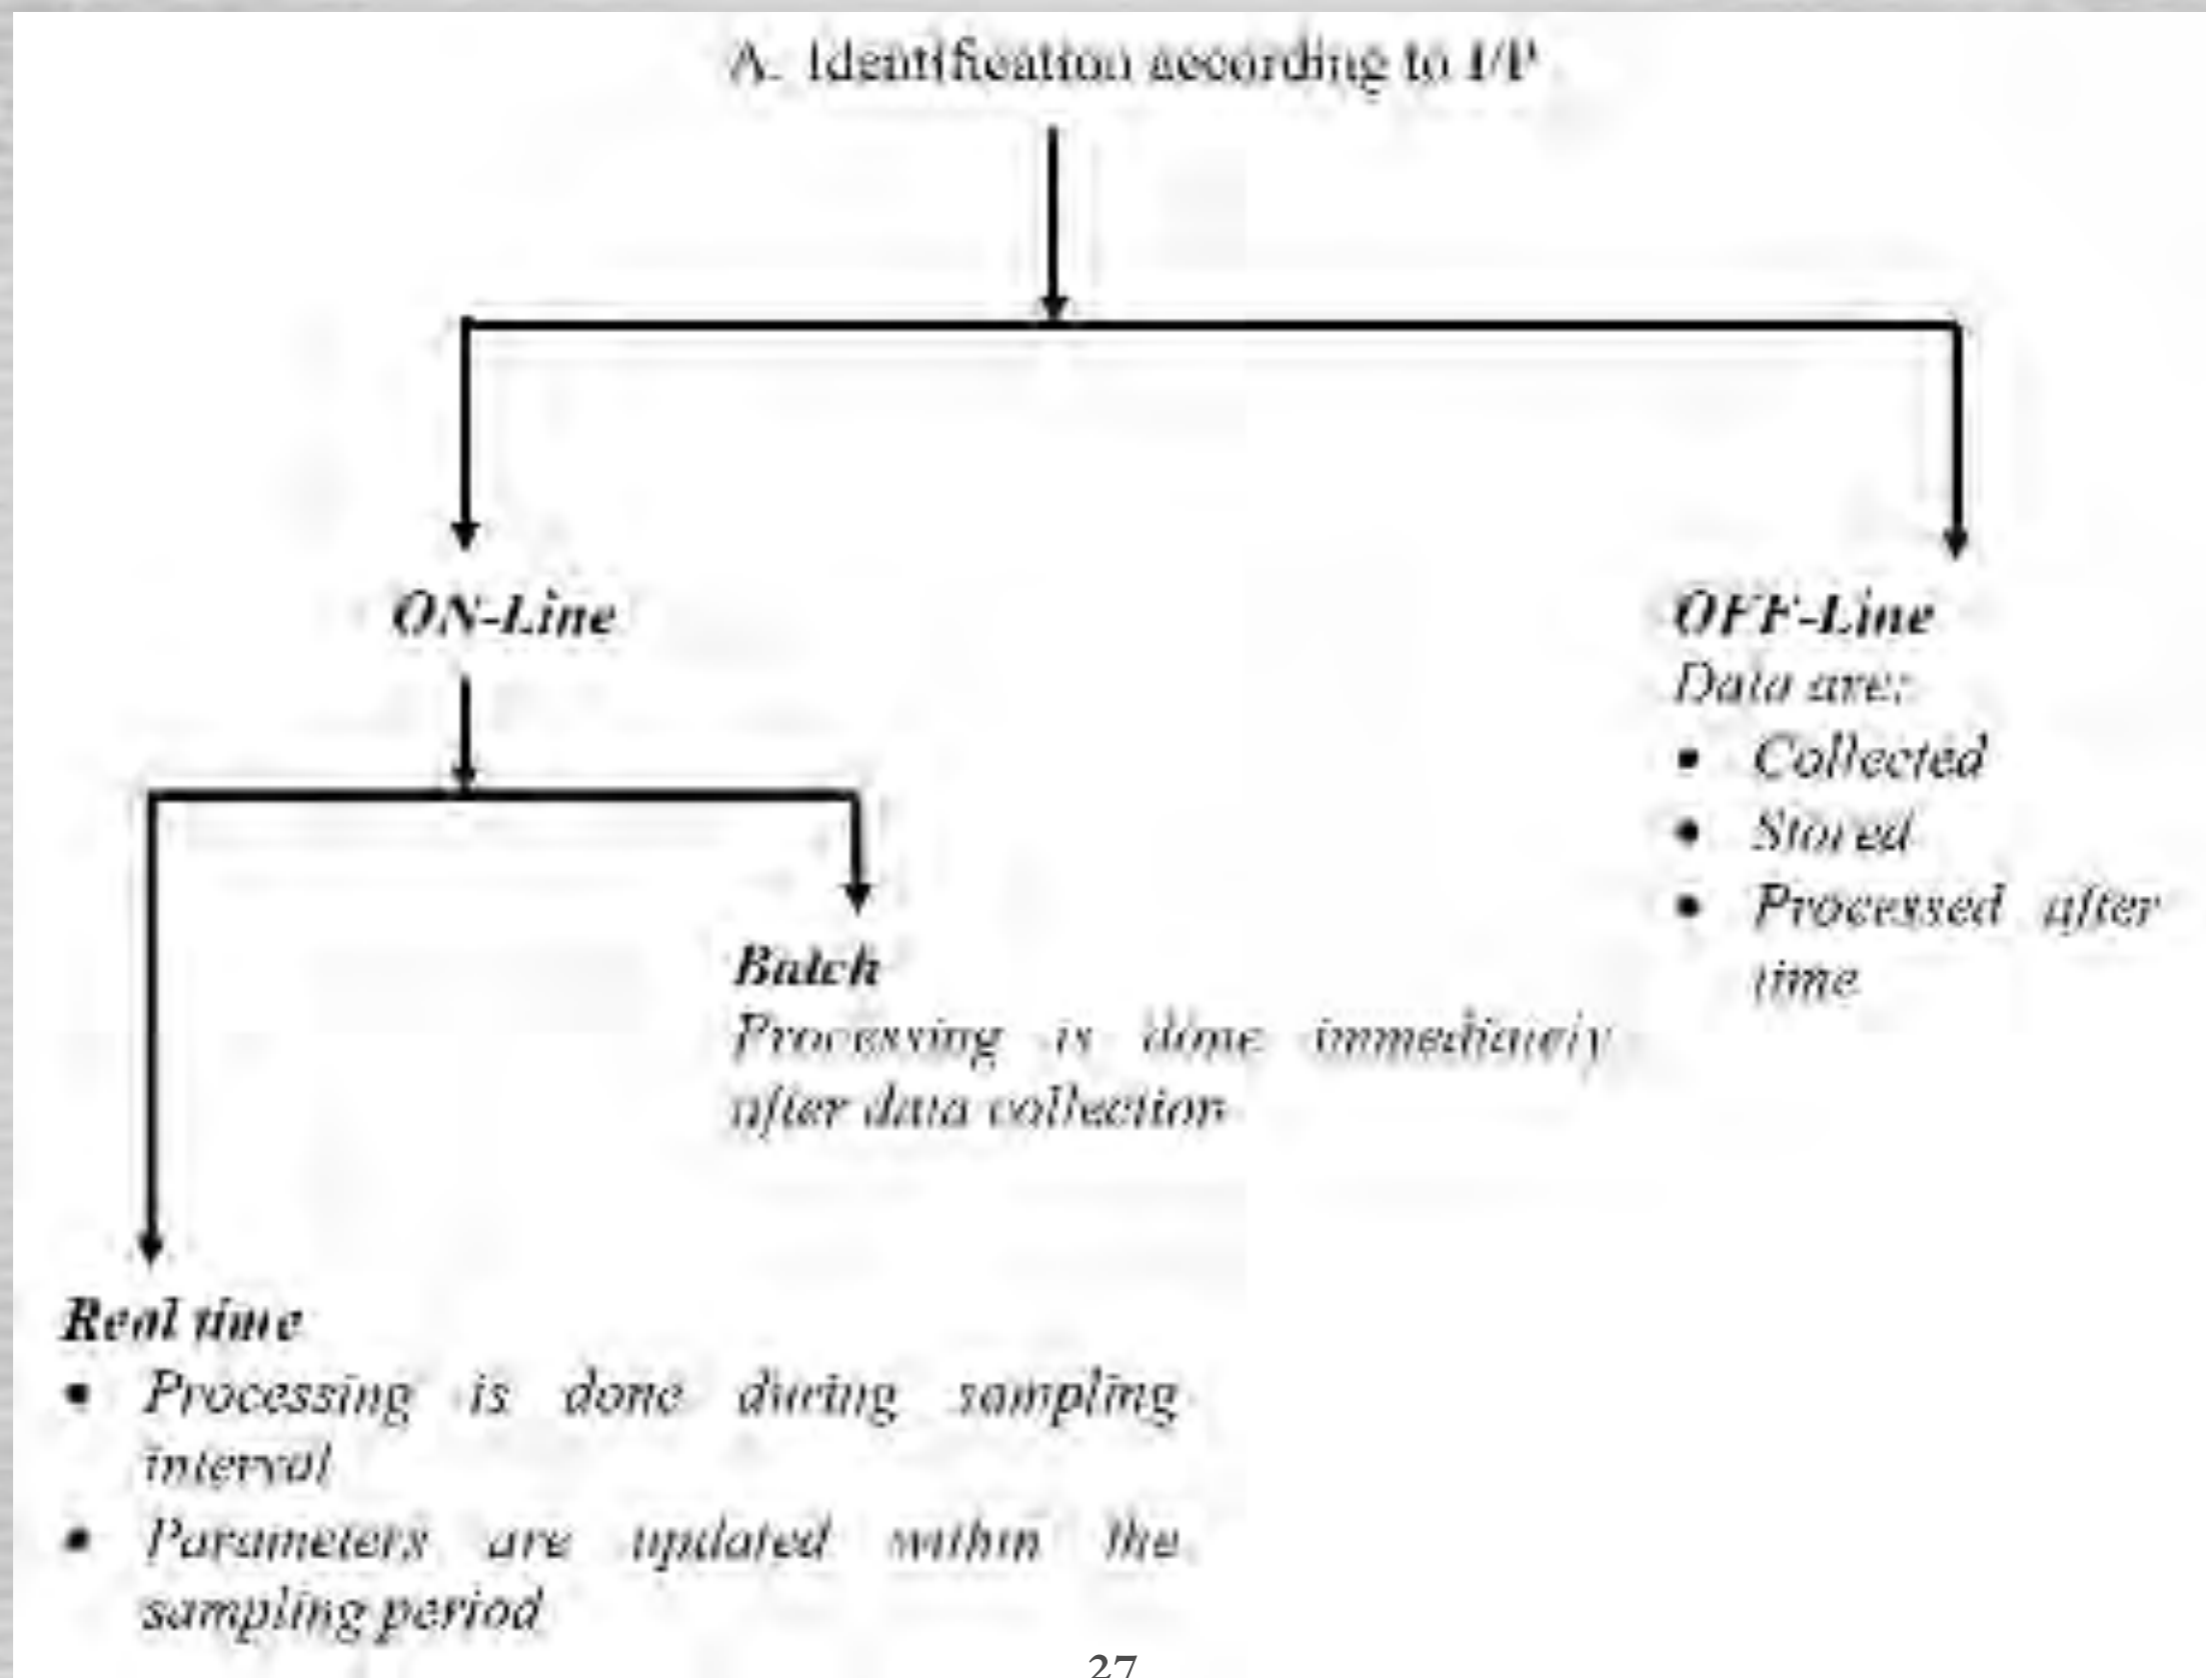 A. Identification according to I/P
ON-Line
OFF-Line
Data are:
• Collected
• Stored
• Processed after
time
Batch
Processing is done immediately
after data collection
Real time
• Processing is done during sampling
interval
• Parameters are updated within the
sampling period
27